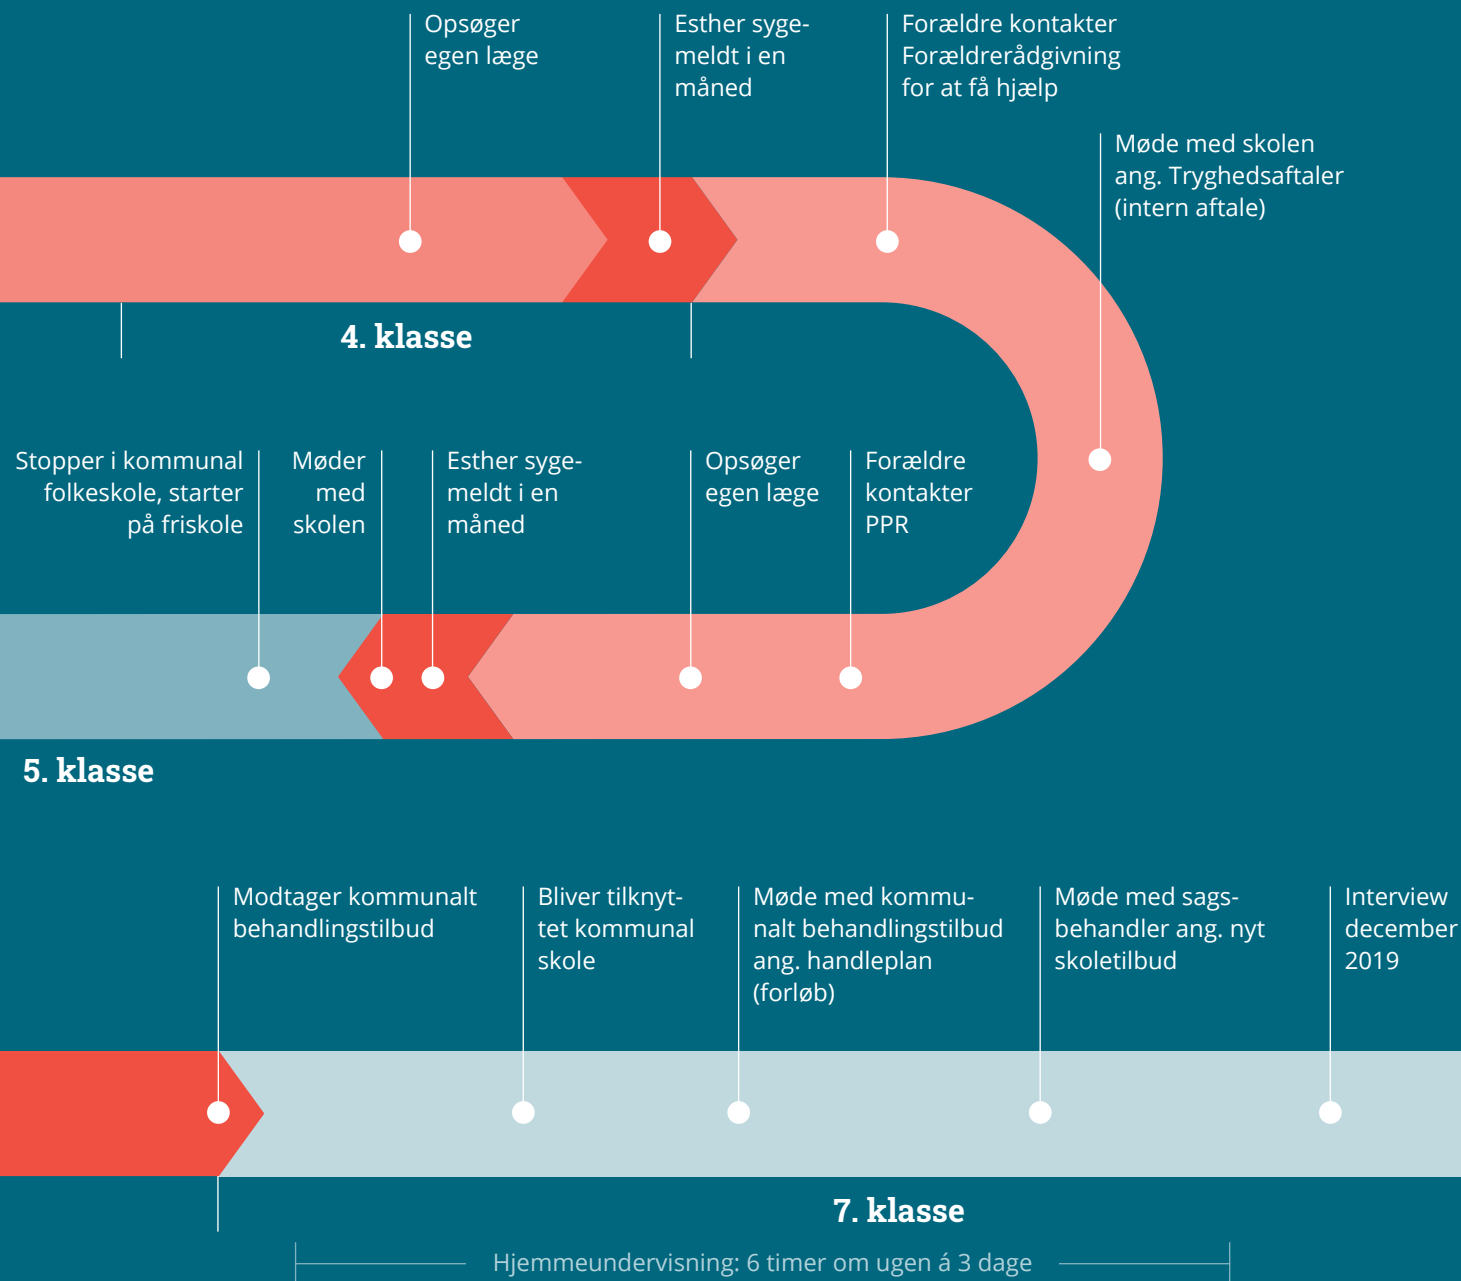 Opsøger
egen læge
Esther syge-
meldt i en
måned
Forældre kontakter
Forældrerådgivning
for at få hjælp
Møde med skolen
ang. Tryghedsaftaler
(intern aftale)
4. klasse
Stopper i kommunal
folkeskole, starter
på friskole
Møder
med
skolen
Esther syge-
meldt i en
måned
Opsøger
egen læge
Forældre
kontakter
PPR
5. klasse
Modtager kommunalt
behandlingstilbud
Bliver tilknyt-
tet kommunal
skole
Møde med kommu-
nalt behandlingstilbud
ang. handleplan
(forløb)
Møde med sags-
behandler ang. nyt
skoletilbud
Interview
december
2019
7. klasse
Hjemmeundervisning: 6 timer om ugen á 3 dage